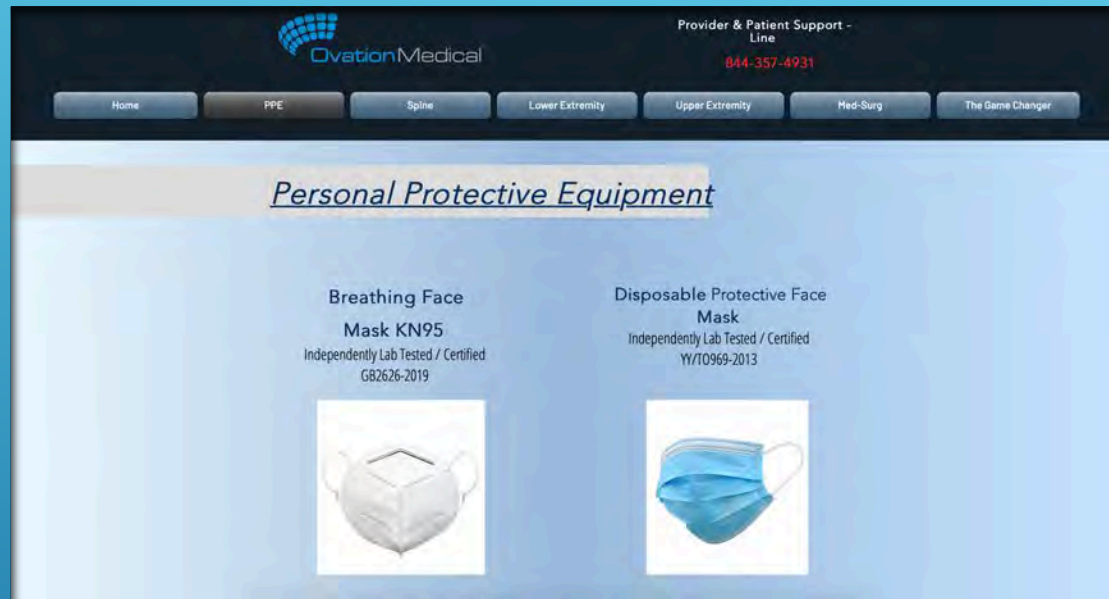 OvationMedical
Provider & Patient Support -
Line
844-357-4931
Home
PPE
Spine
Lower Extremity
Upper Extremity
Med-Surg
The Game Changer
Personal Protective Equipment
Breathing Face
Mask KN95
Independently Lab Tested / Certified
GB2626-2019
Disposable Protective Face
Mask
Independently Lab Tested / Certified
YY/TO969-2013